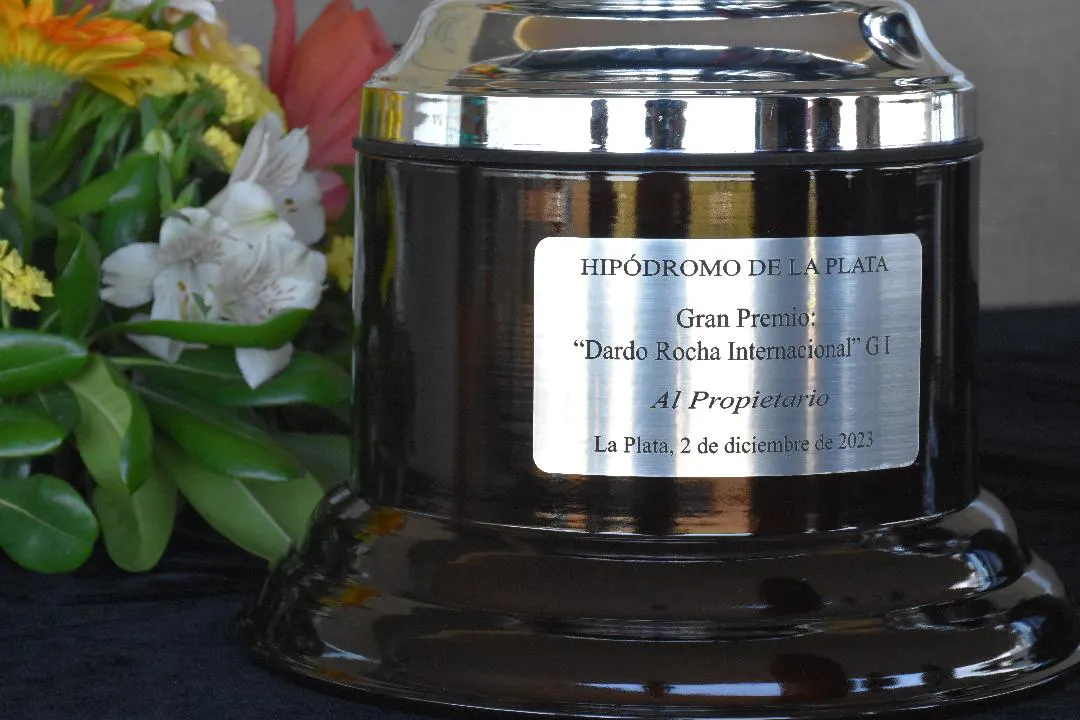 HIPÓDROMO DE LA PLATA
Gran Premio:
“Dardo Rocha Internacional” G I
Al Propietario
La Plata, 2 de diciembre de 2023